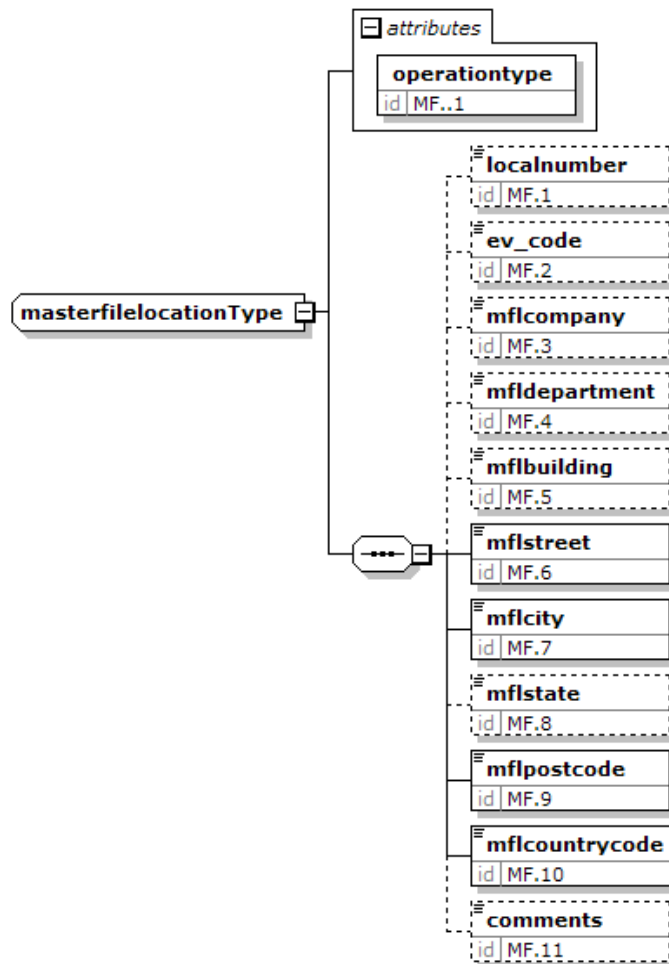 attributes
operationtype
id MF..1
localnumber
id MF.1
ev_code
id MF.2
mflcompany
id MF.3
masterfilelocationType
mfldepartment
id MF.4
mflbuilding
id MF.5
mflstreet
id MF.6
mflcity
id MF.7
mflstate
id MF.8
mflpostcode
id MF.9
mflcountrycode
id MF.10
comments
id MF.11